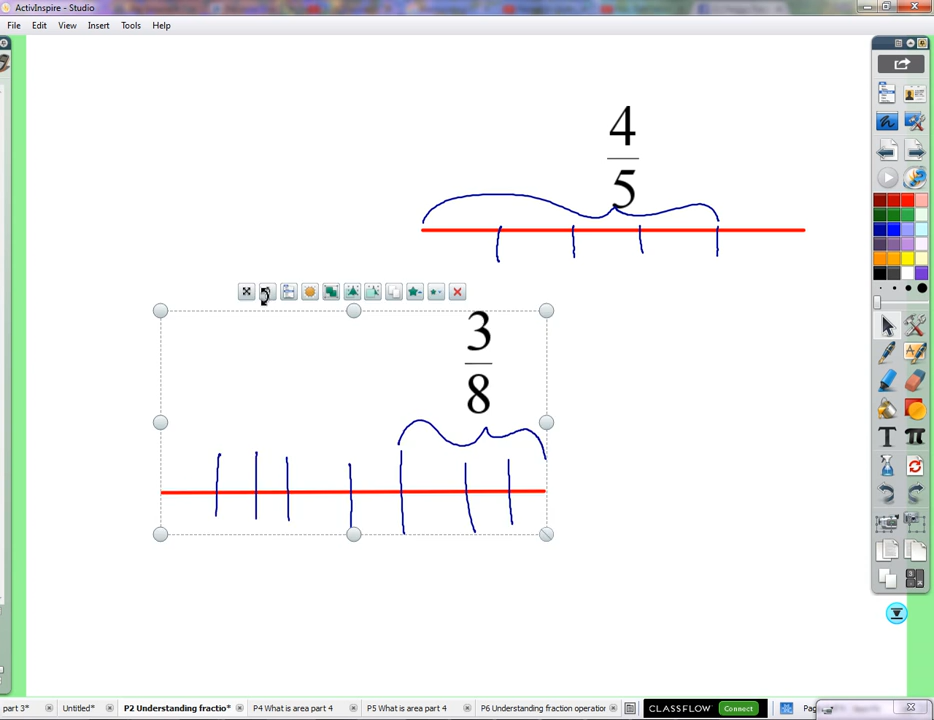 ActivInspire - Studio
File Edit View Insert Tools Help
4
5
3
8
T π
part 3* Untitled* P2 Understanding fractio* P4 What is area part 4 P5 What is area part 4 P6 Understanding fraction operation CLASSFLOW Connect